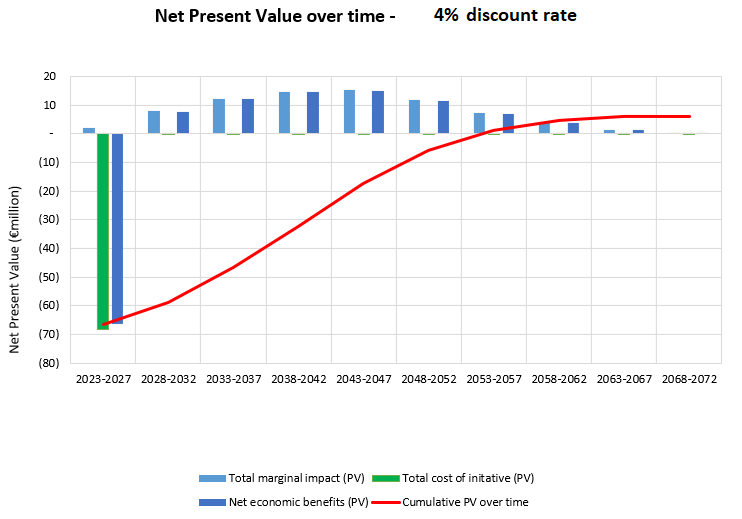 Net Present Value over time - 4% discount rate
20
10
-
(10)
(20)
(30)
(40)
(50)
(60)
(70)
(80)
Net Present Value (€million)
2023-2027 2028-2032 2033-2037 2038-2042 2043-2047 2048-2052 2053-2057 2058-2062 2063-2067 2068-2072
Total marginal impact (PV) Total cost of initative (PV)
Net economic benefits (PV) Cumulative PV over time